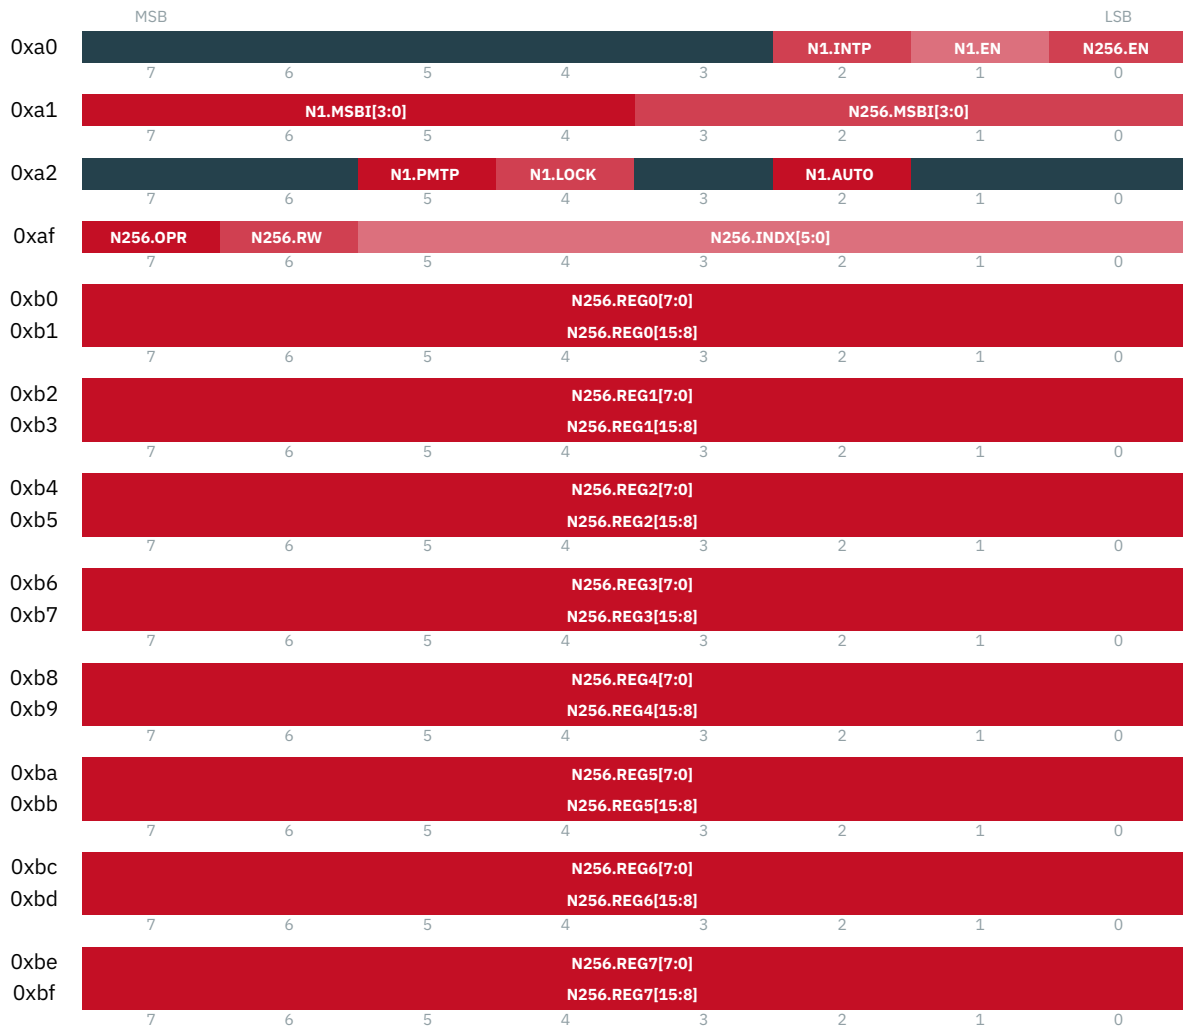 MSB LSB
0xa0 N1.INTP N1.EN N256.EN
7 6 5 4 3 2 1 0
0xa1 N1.MSBI[3:0] N256.MSBI[3:0]
7 6 5 4 3 2 1 0
0xa2 N1.PMTP N1.LOCK N1.AUTO
7 6 5 4 3 2 1 0
0xaf N256.OPR N256.RW N256.INDX[5:0]
7 6 5 4 3 2 1 0
0xb0 N256.REG0[7:0]
0xb1 N256.REG0[15:8]
7 6 5 4 3 2 1 0
0xb2 N256.REG1[7:0]
0xb3 N256.REG1[15:8]
7 6 5 4 3 2 1 0
0xb4 N256.REG2[7:0]
0xb5 N256.REG2[15:8]
7 6 5 4 3 2 1 0
0xb6 N256.REG3[7:0]
0xb7 N256.REG3[15:8]
7 6 5 4 3 2 1 0
0xb8 N256.REG4[7:0]
0xb9 N256.REG4[15:8]
7 6 5 4 3 2 1 0
0xba N256.REG5[7:0]
0xbb N256.REG5[15:8]
7 6 5 4 3 2 1 0
0xbc N256.REG6[7:0]
0xbd N256.REG6[15:8]
7 6 5 4 3 2 1 0
0xbe N256.REG7[7:0]
0xbf N256.REG7[15:8]
7 6 5 4 3 2 1 0